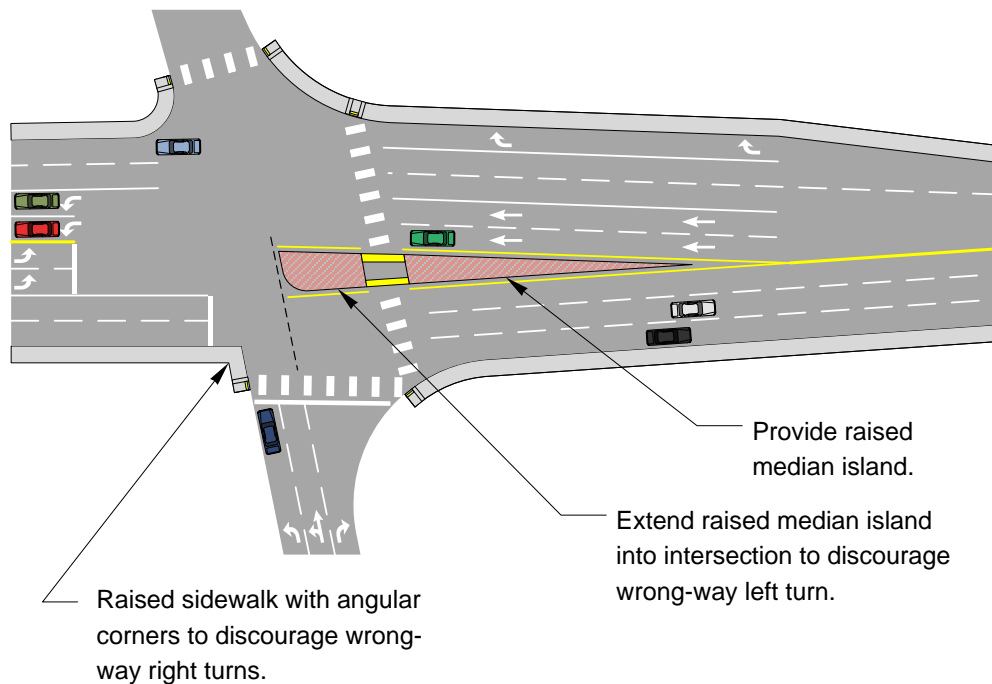 Provide raised
median island.
Extend raised median island
into intersection to discourage
wrong-way left turn.
Raised sidewalk with angular
corners to discourage wrong-
way right turns.